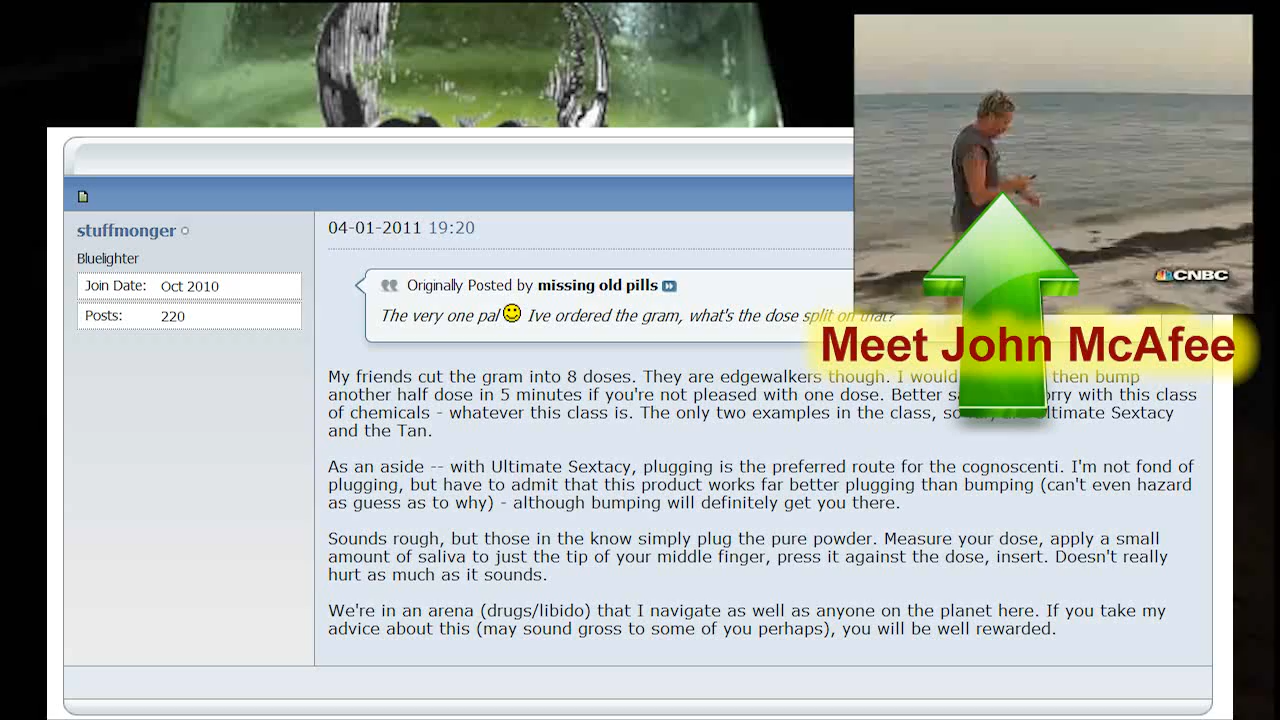 stuffmonger
Bluelighter
Join Date: Oct 2010
Posts: 220
04-01-2011 19:20
Originally Posted by missing old pills
The very one pal Ive ordered the gram, what's the dose split on that?
CNBC
Meet John McAfee
My friends cut the gram into 8 doses. They are edgewalkers though. I would then bump
another half dose in 5 minutes if you're not pleased with one dose. Better with this class
of chemicals - whatever this class is. The only two examples in the class, Sextacy
and the Tan.
As an aside -- with Ultimate Sextacy, plugging is the preferred route for the cognoscenti. I'm not fond of
plugging, but have to admit that this product works far better plugging than bumping (can't even hazard
as guess as to why) - although bumping will definitely get you there.
Sounds rough, but those in the know simply plug the pure powder. Measure your dose, apply a small
amount of saliva to just the tip of your middle finger, press it against the dose, insert. Doesn't really
hurt as much as it sounds.
We're in an arena (drugs/libido) that I navigate as well as anyone on the planet here. If you take my
advice about this (may sound gross to some of you perhaps), you will be well rewarded.